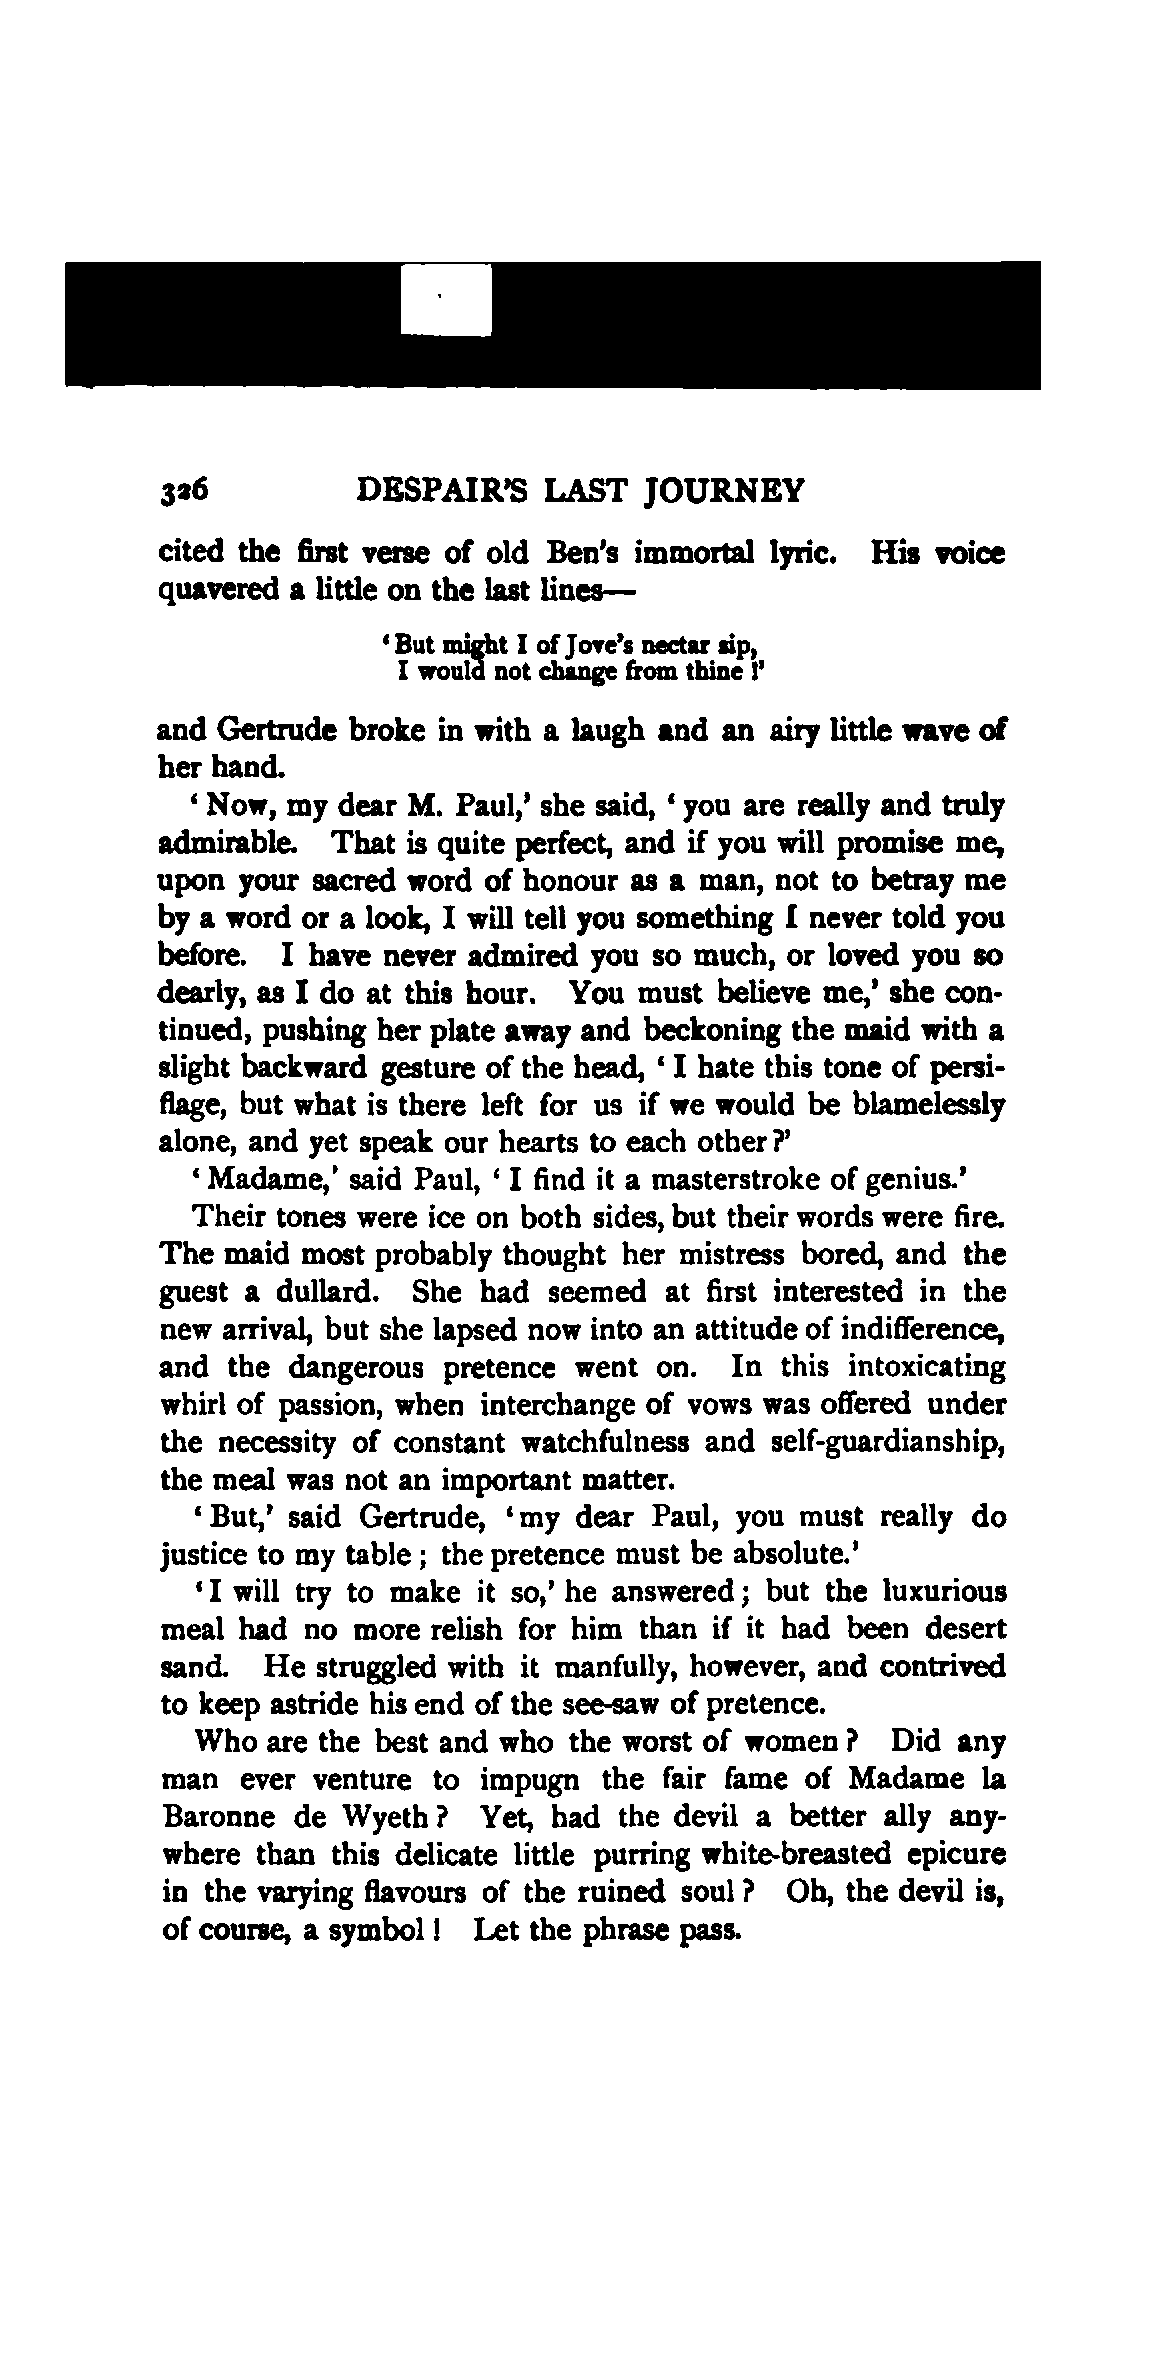 326 DESPAIR'S LAST JOURNEY
cited the first verse of old Ben's immortal lyric. His voice
quavered a little on the last lines—
‘But might I of Jove's nectar sip,
I would not change from thine!’
and Gertrude broke in with a laugh and an airy little wave of
her hand.
‘Now, my dear M. Paul,’ she said, ‘you are really and truly
admirable. That is quite perfect, and if you will promise me,
upon your sacred word of honour as a man, not to betray me
by a word or a look, I will tell you something I never told you
before. I have never admired you so much, or loved you so
dearly, as I do at this hour. You must believe me,’ she con-
tinued, pushing her plate away and beckoning the maid with a
slight backward gesture of the head, ‘I hate this tone of persi-
flage, but what is there left for us if we would be blamelessly
alone, and yet speak our hearts to each other?’
‘Madame,’ said Paul, ‘I find it a masterstroke of genius.’
Their tones were ice on both sides, but their words were fire.
The maid most probably thought her mistress bored, and the
guest a dullard. She had seemed at first interested in the
new arrival, but she lapsed now into an attitude of indifference,
and the dangerous pretence went on. In this intoxicating
whirl of passion, when interchange of vows was offered under
the necessity of constant watchfulness and self-guardianship,
the meal was not an important matter.
‘But,’ said Gertrude, ‘my dear Paul, you must really do
justice to my table; the pretence must be absolute.’
‘I will try to make it so,’ he answered; but the luxurious
meal had no more relish for him than if it had been desert
sand. He struggled with it manfully, however, and contrived
to keep astride his end of the see-saw of pretence.
Who are the best and who the worst of women? Did any
man ever venture to impugn the fair fame of Madame la
Baronne de Wyeth? Yet, had the devil a better ally any-
where than this delicate little purring white-breasted epicure
in the varying flavours of the ruined soul? Oh, the devil is,
of course, a symbol! Let the phrase pass.